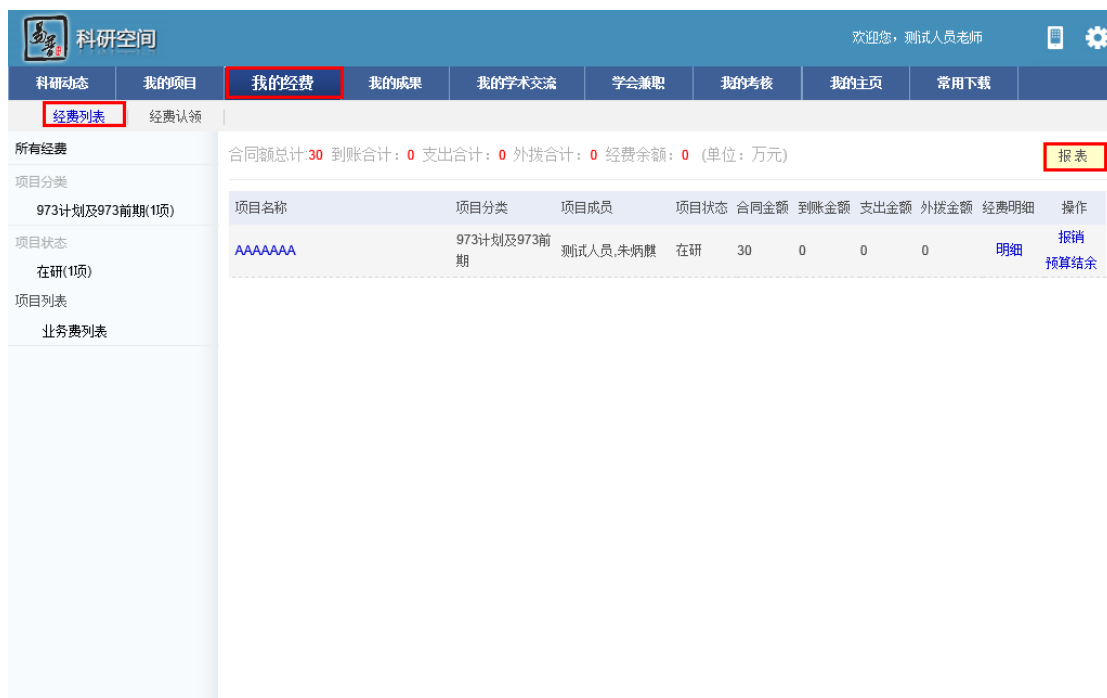 易普 科研空间 欢迎您，测试人员老师
科研动态 我的项目 我的经费 我的成果 我的学术交流 学会兼职 我的考核 我的主页 常用下载
经费列表 经费认领
所有经费
项目分类
973计划及973前期(1项)
项目状态
在研(1项)
项目列表
业务费列表
合同额总计:30 到账合计：0 支出合计：0 外拨合计：0 经费余额：0 (单位：万元)
报表
项目名称 项目分类 项目成员 项目状态 合同金额 到账金额 支出金额 外拨金额 经费明细 操作
AAAAAAA 973计划及973前期 测试人员,朱炳麒 在研 30 0 0 0 明细 报销
预算结余